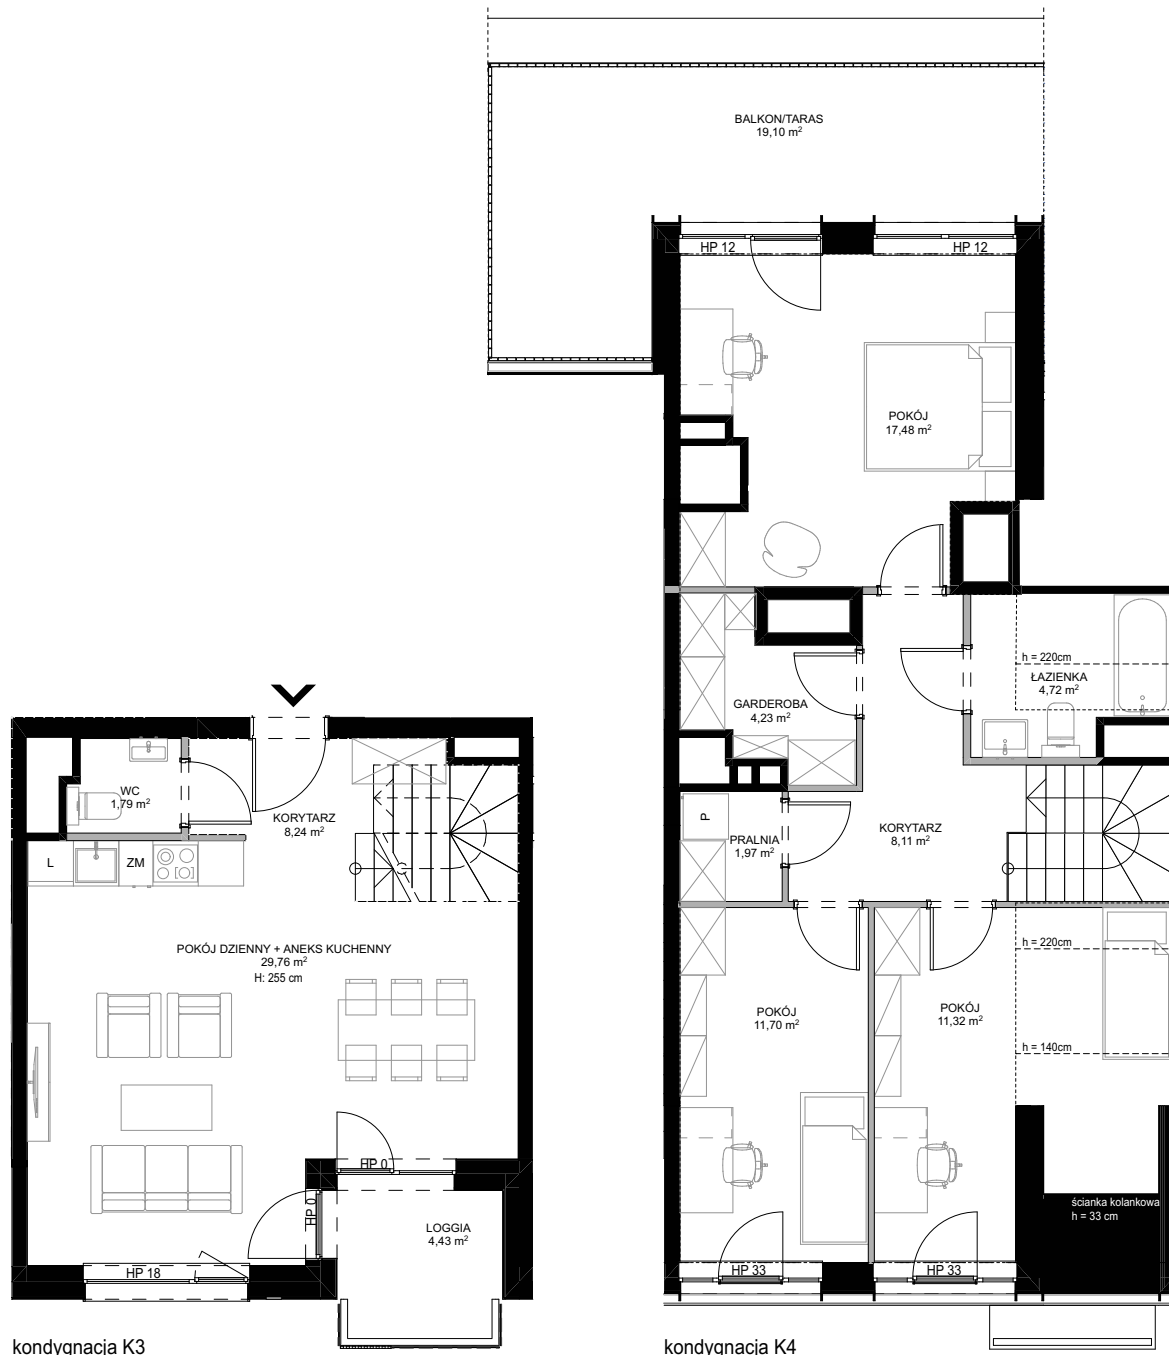 BALKON/TARAS
19,10 m²
HP 12
HP 12
POKÓJ
17,48 m²
h = 220cm
ŁAZIENKA
4,72 m²
GARDEROBA
4,23 m²
WC
1,79 m²
KORYTARZ
8,24 m²
P
PRALNIA
1,97 m²
KORYTARZ
8,11 m²
L
ZM
POKÓJ DZIENNY + ANEKS KUCHENNY
29,76 m²
H: 255 cm
h = 220cm
POKÓJ
11,70 m²
POKÓJ
11,32 m²
h = 140cm
HP 0
HP 0
LOGGIA
4,43 m²
ścianka kolankowa
h = 33 cm
HP 18
HP 33
HP 33
kondygnacja K3
kondygnacja K4